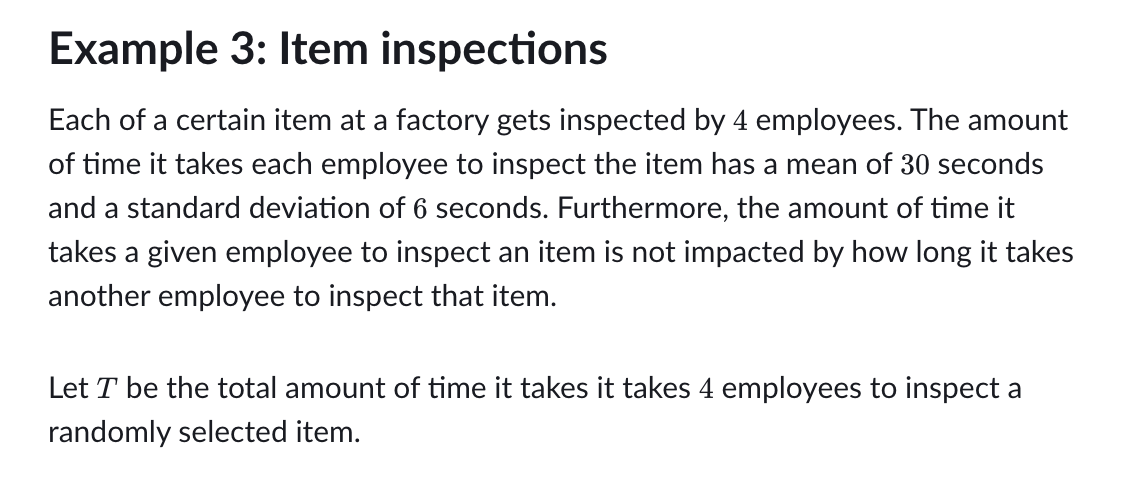 Example 3: Item inspections
Each of a certain item at a factory gets inspected by 4 employees. The amount
of time it takes each employee to inspect the item has a mean of 30 seconds
and a standard deviation of 6 seconds. Furthermore, the amount of time it
takes a given employee to inspect an item is not impacted by how long it takes
another employee to inspect that item.
Let T be the total amount of time it takes it takes 4 employees to inspect a
randomly selected item.